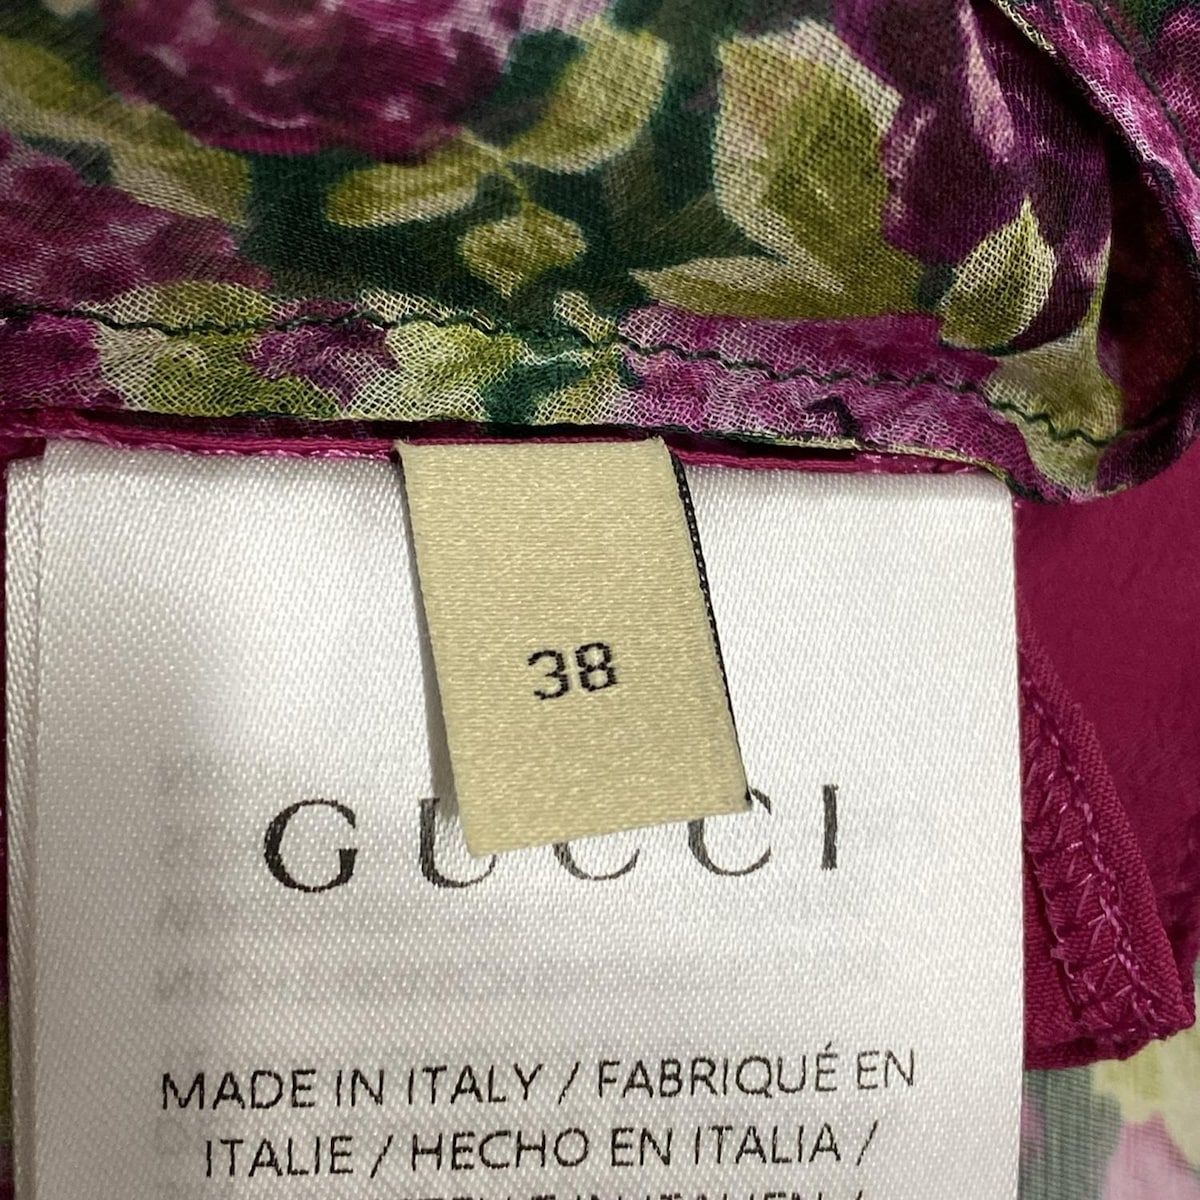 38
GUCCI
MADE IN ITALY / FABRIQUÉ EN
ITALIE / HECHO EN ITALIA /